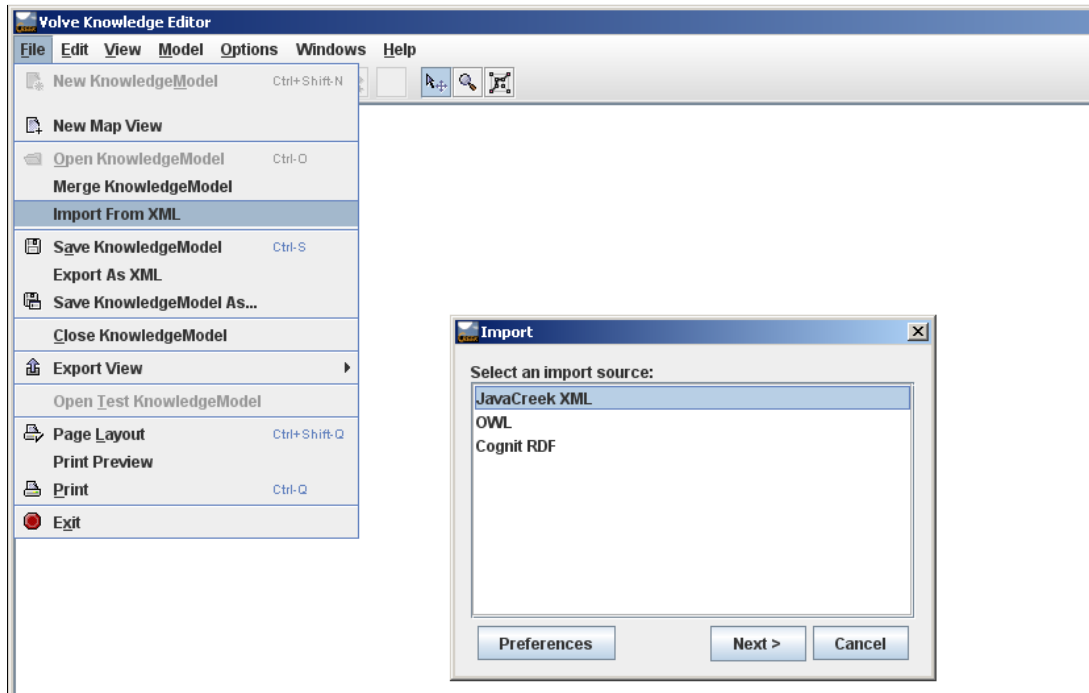 Volve Knowledge Editor
File Edit View Model Options Windows Help
New KnowledgeModel Ctrl+Shift-N
New Map View
Open KnowledgeModel Ctrl-O
Merge KnowledgeModel
Import From XML
Save KnowledgeModel Ctrl-S
Export As XML
Save KnowledgeModel As...
Close KnowledgeModel
Export View
Open Test KnowledgeModel
Page Layout Ctrl+Shift-Q
Print Preview
Print Ctrl-Q
Exit
Import
Select an import source:
JavaCreek XML
OWL
Cognit RDF
Preferences Next > Cancel